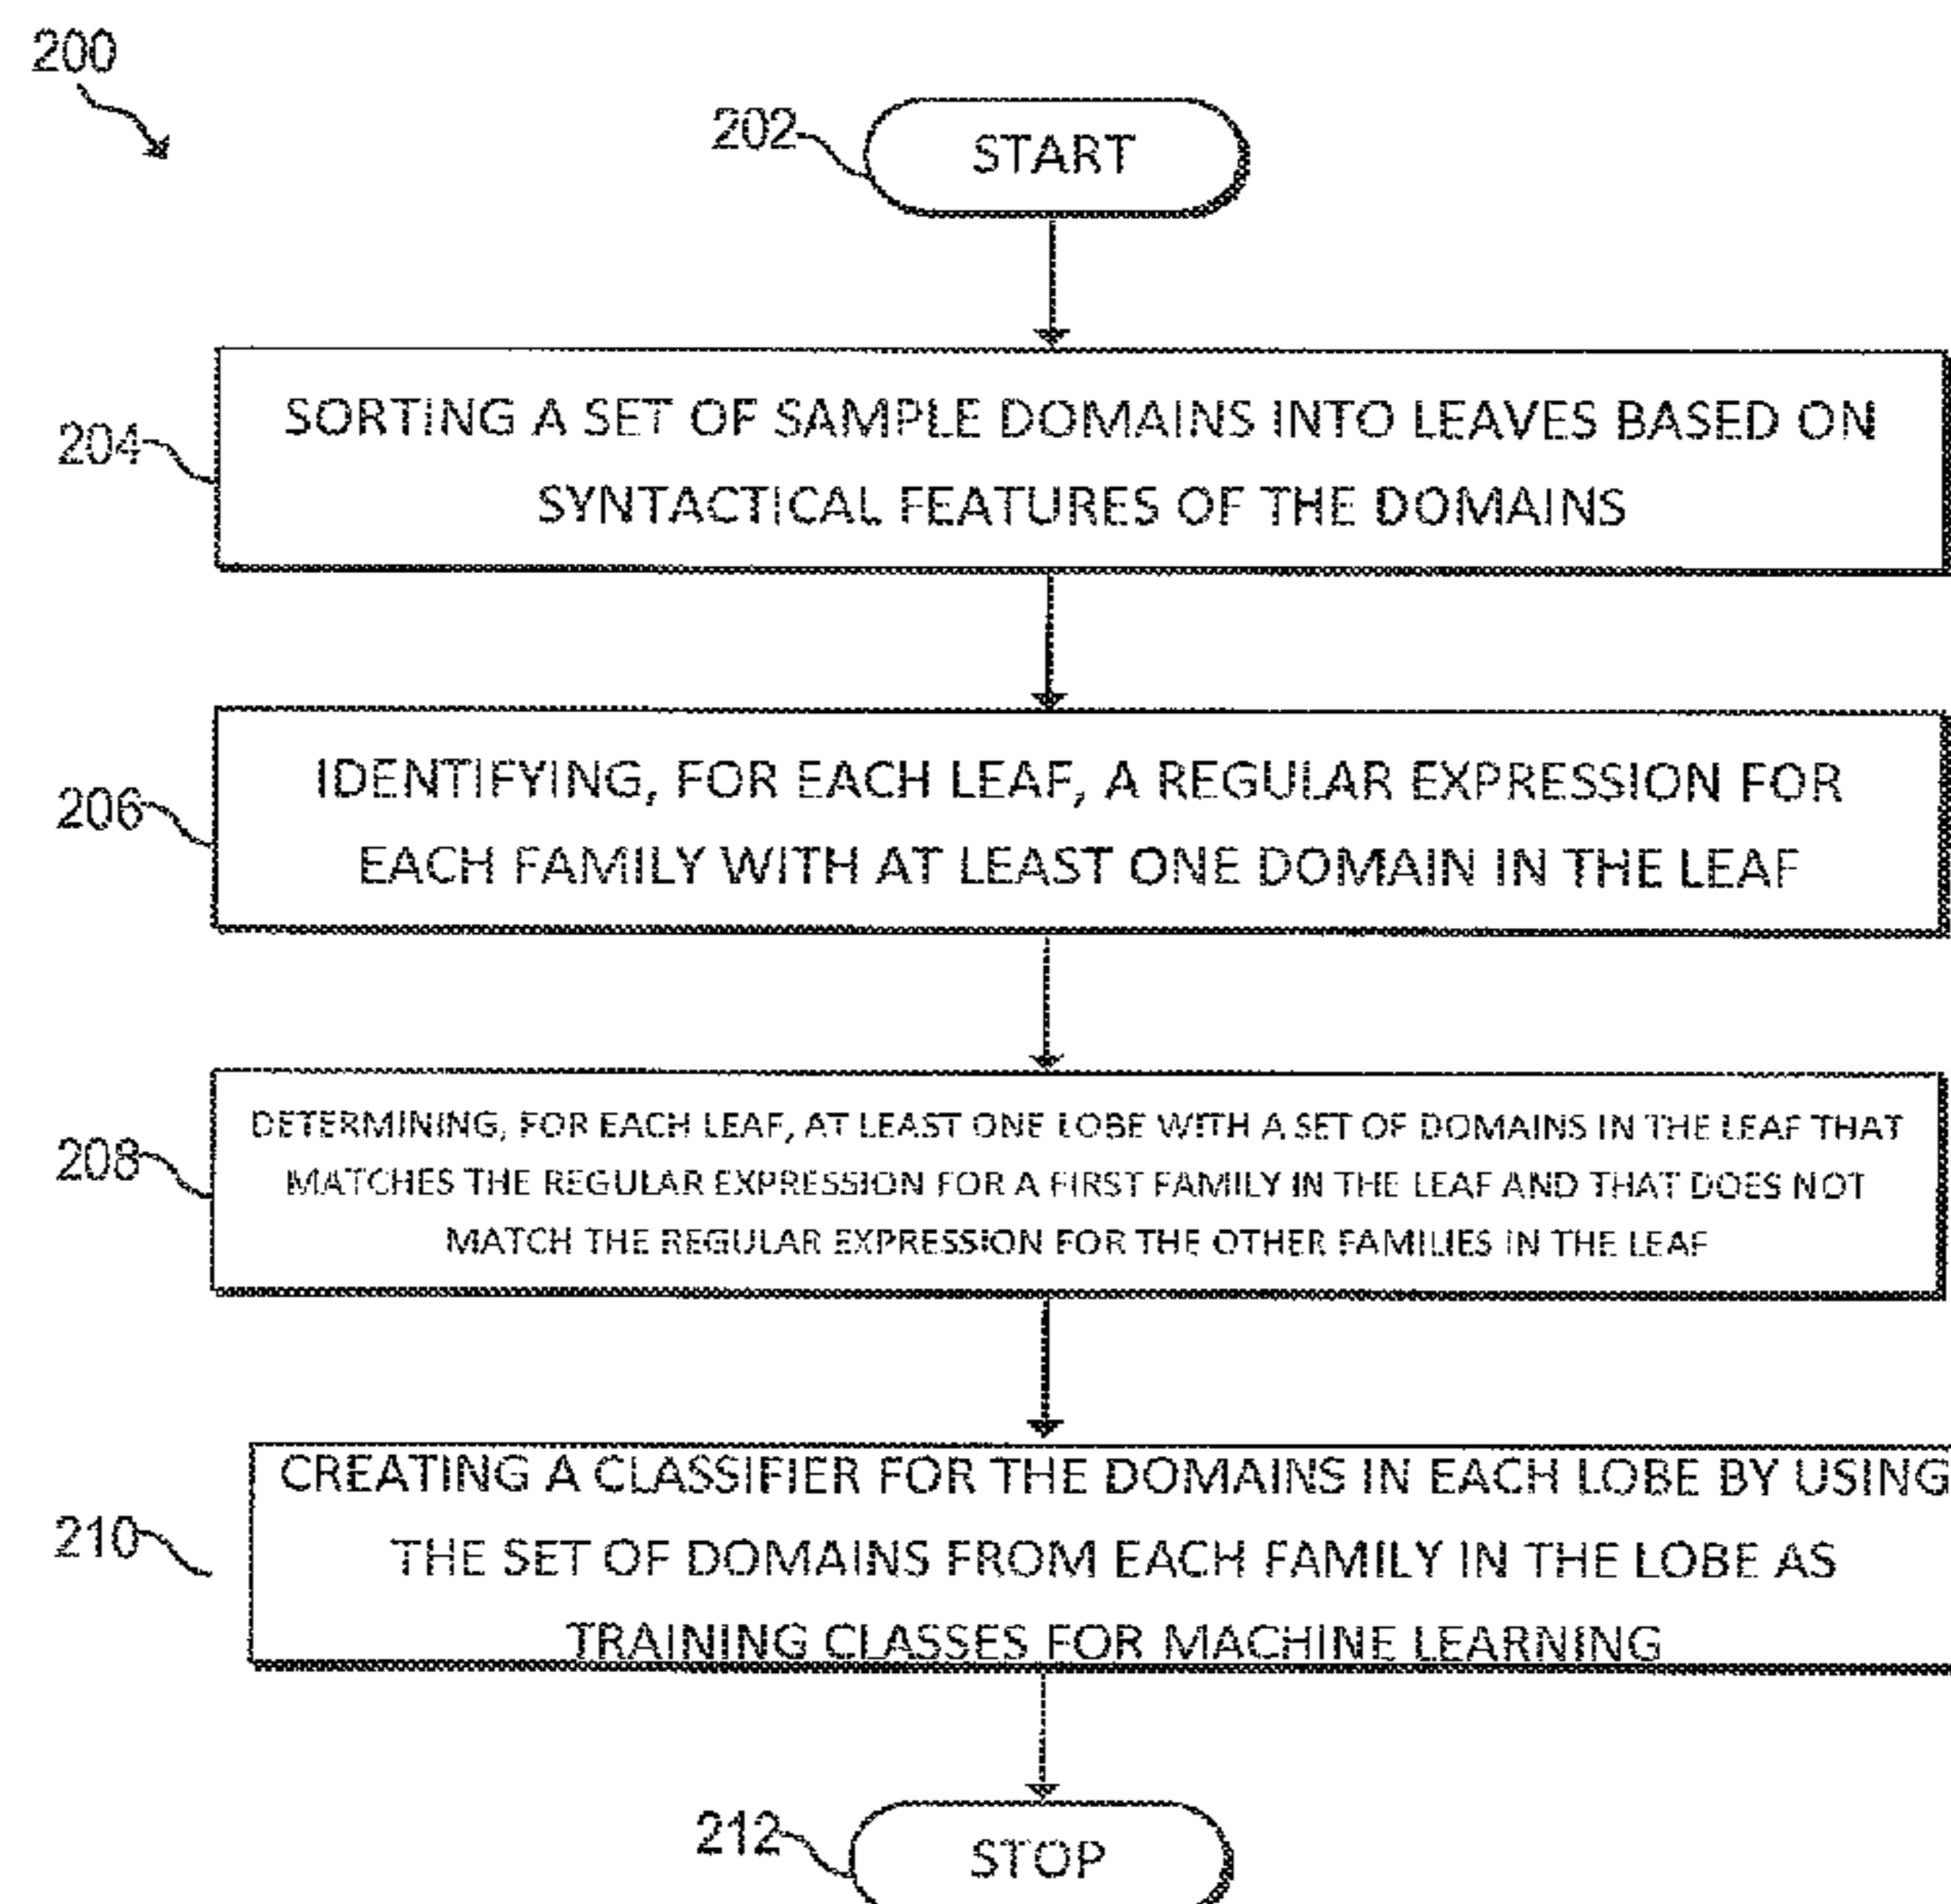 200
202
START
204
SORTING A SET OF SAMPLE DOMAINS INTO LEAVES BASED ON
SYNTACTICAL FEATURES OF THE DOMAINS
206
IDENTIFYING, FOR EACH LEAF, A REGULAR EXPRESSION FOR
EACH FAMILY WITH AT LEAST ONE DOMAIN IN THE LEAF
208
DETERMINING, FOR EACH LEAF, AT LEAST ONE LOBE WITH A SET OF DOMAINS IN THE LEAF THAT
MATCHES THE REGULAR EXPRESSION FOR A FIRST FAMILY IN THE LEAF AND THAT DOES NOT
MATCH THE REGULAR EXPRESSION FOR THE OTHER FAMILIES IN THE LEAF
210
CREATING A CLASSIFIER FOR THE DOMAINS IN EACH LOBE BY USING
THE SET OF DOMAINS FROM EACH FAMILY IN THE LOBE AS
TRAINING CLASSES FOR MACHINE LEARNING
212
STOP